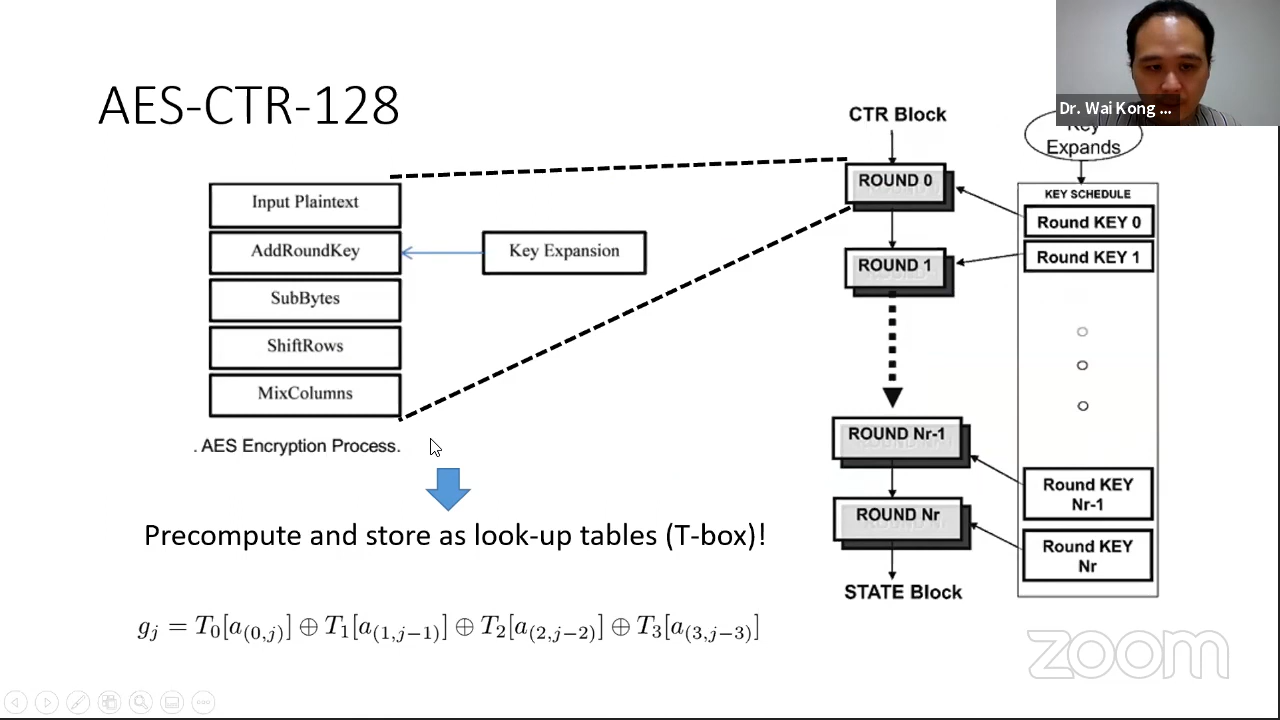 AES-CTR-128
Input Plaintext
AddRoundKey
Key Expansion
SubBytes
ShiftRows
MixColumns
. AES Encryption Process.
Precompute and store as look-up tables (T-box)!
g_j = T_0[a_{(0,j)}] ⊕ T_1[a_{(1,j−1)}] ⊕ T_2[a_{(2,j−2)}] ⊕ T_3[a_{(3,j−3)}]
CTR Block
ROUND 0
ROUND 1
ROUND Nr-1
ROUND Nr
STATE Block
Dr. Wai Kong ...
Key
Expands
KEY SCHEDULE
Round KEY 0
Round KEY 1
Round KEY
Nr-1
Round KEY
Nr
zoom